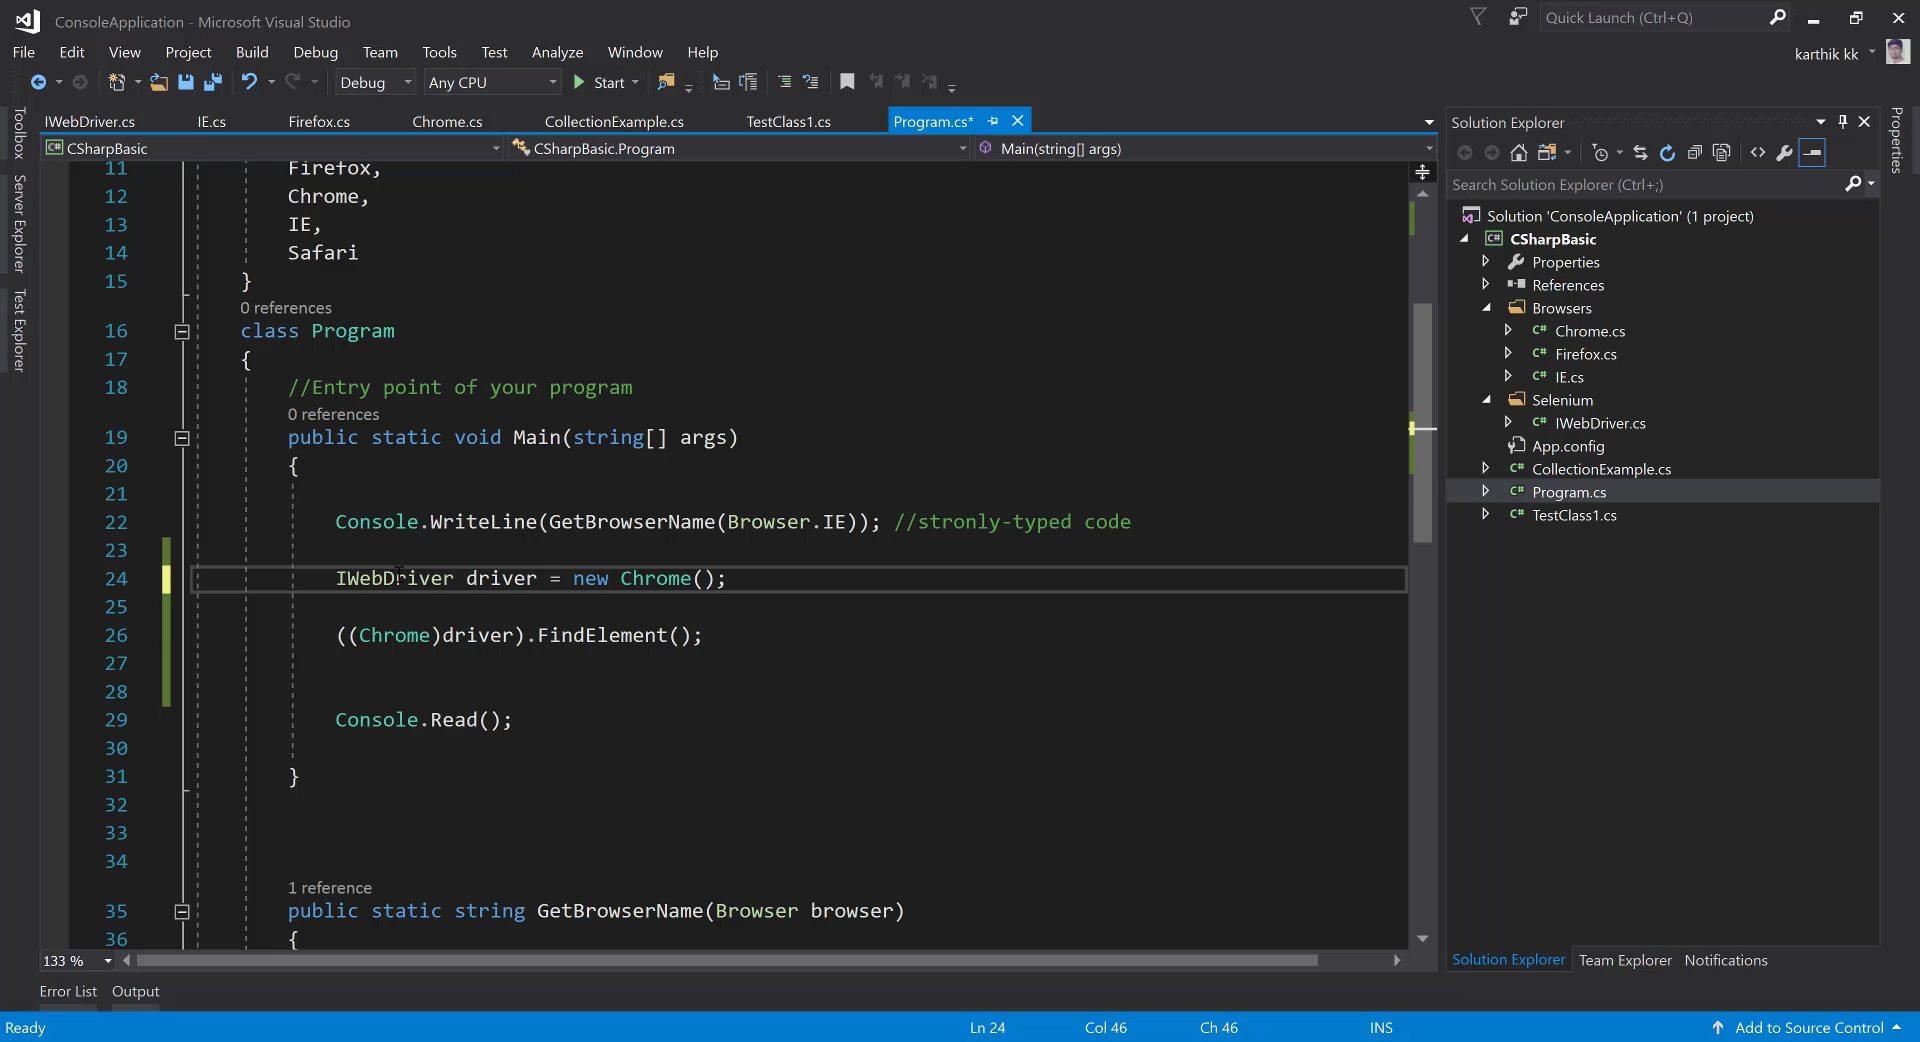 ConsoleApplication - Microsoft Visual Studio
Quick Launch (Ctrl+Q)
File Edit View Project Build Debug Team Tools Test Analyze Window Help
karthik kk
Debug Any CPU Start
Toolbox
Server Explorer
Test Explorer
IWebDriver.cs IE.cs Firefox.cs Chrome.cs CollectionExample.cs TestClass1.cs Program.cs*
CSharpBasic CSharpBasic.Program Main(string[] args)
11 Firefox,
12 Chrome,
13 IE,
14 Safari
15 }
0 references
16 class Program
17 {
18 //Entry point of your program
0 references
19 public static void Main(string[] args)
20 {
21
22 Console.WriteLine(GetBrowserName(Browser.IE)); //stronly-typed code
23
24 IWebDriver driver = new Chrome();
25
26 ((Chrome)driver).FindElement();
27
28
29 Console.Read();
30
31 }
32
33
34
1 reference
35 public static string GetBrowserName(Browser browser)
36 {
133 %
Solution Explorer
Search Solution Explorer (Ctrl+;)
Solution 'ConsoleApplication' (1 project)
CSharpBasic
Properties
References
Browsers
C# Chrome.cs
C# Firefox.cs
C# IE.cs
Selenium
C# IWebDriver.cs
App.config
C# CollectionExample.cs
C# Program.cs
C# TestClass1.cs
Solution Explorer Team Explorer Notifications
Properties
Error List Output
Ready Ln 24 Col 46 Ch 46 INS Add to Source Control